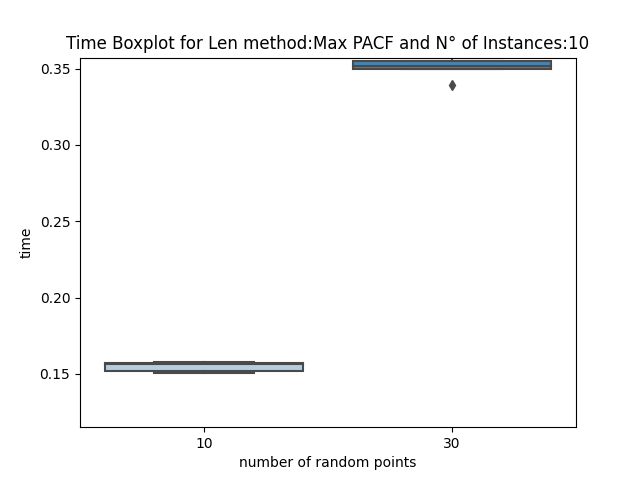 Time Boxplot for Len method:Max PACF and N° of Instances:10
0.35
0.30
0.25
0.20
0.15
time
10 30
number of random points